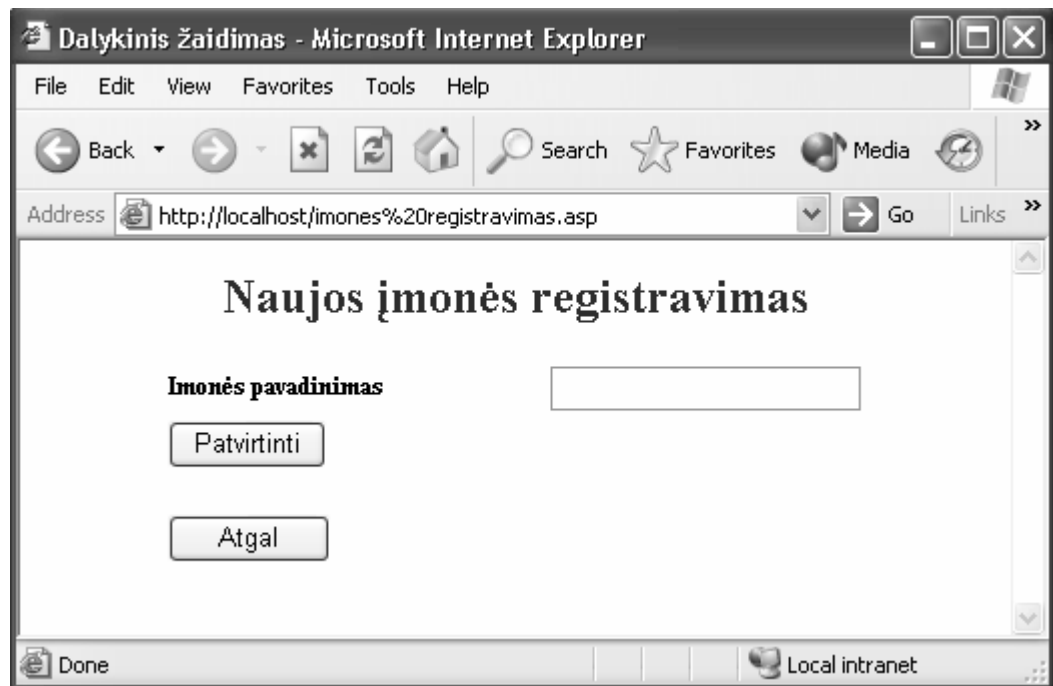 Dalykinis žaidimas - Microsoft Internet Explorer
File Edit View Favorites Tools Help
Back Search Favorites Media »
Address http://localhost/imones%20registravimas.asp Go Links »
Naujos įmonės registravimas
Imonės pavadinimas
Patvirtinti
Atgal
Done Local intranet